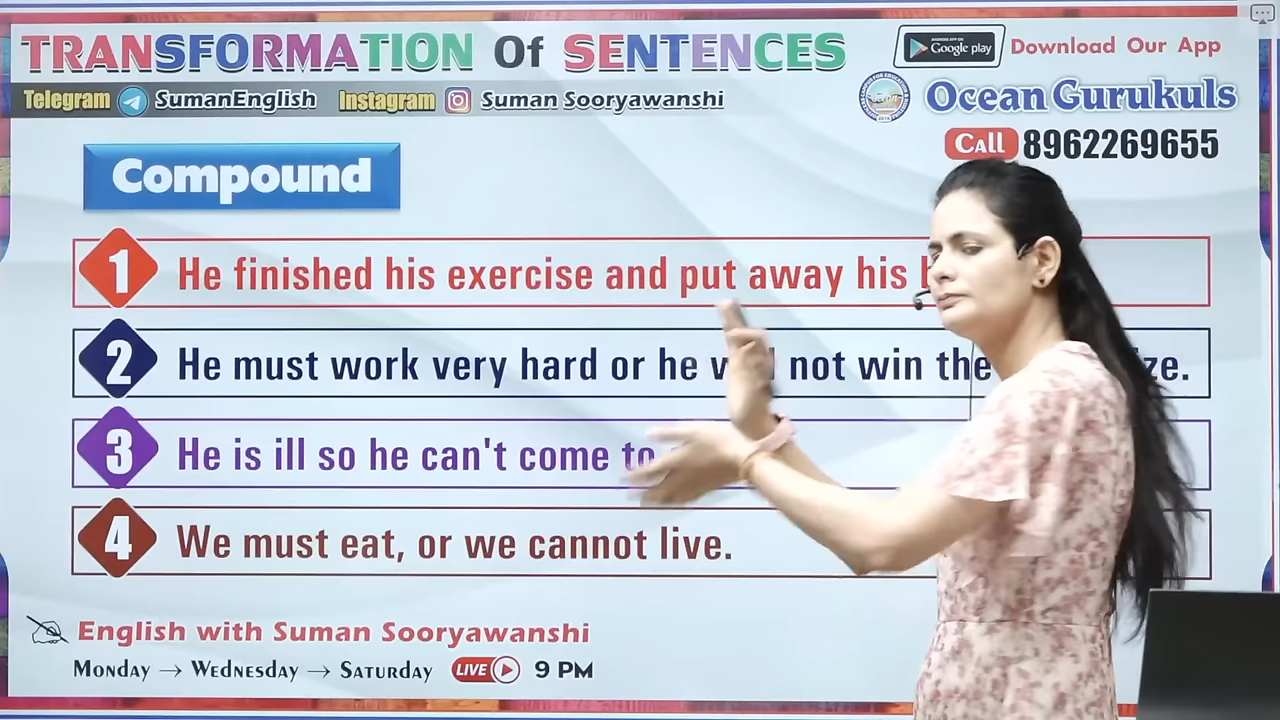 TRANSFORMATION Of SENTENCES
ANDROID APP ON
Google play
Download Our App
Telegram SumanEnglish Instagram Suman Sooryawanshi
Ocean Gurukuls
CALL 8962269655
Compound
1 He finished his exercise and put away his
2 He must work very hard or he not win the
3 He is ill so he can't come to
4 We must eat, or we cannot live.
English with Suman Sooryawanshi
MONDAY → WEDNESDAY → SATURDAY LIVE 9 PM